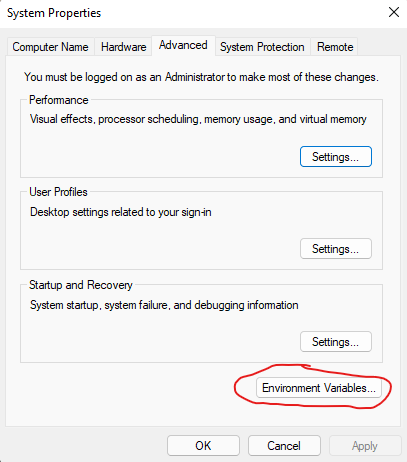 System Properties
Computer Name Hardware Advanced System Protection Remote
You must be logged on as an Administrator to make most of these changes.
Performance
Visual effects, processor scheduling, memory usage, and virtual memory
Settings...
User Profiles
Desktop settings related to your sign-in
Settings...
Startup and Recovery
System startup, system failure, and debugging information
Settings...
Environment Variables...
OK Cancel Apply